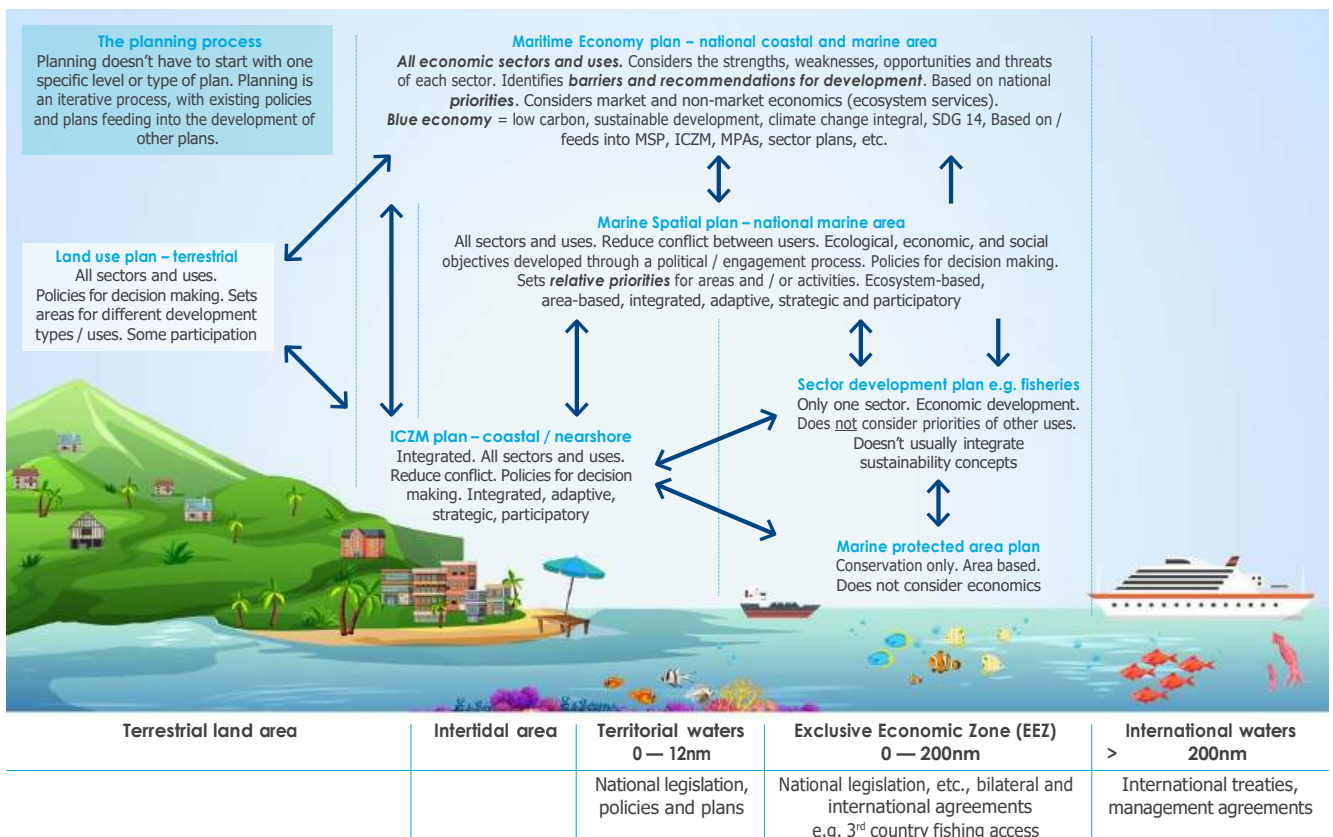 The planning process
Planning doesn't have to start with one
specific level or type of plan. Planning is
an iterative process, with existing policies
and plans feeding into the development of
other plans.
Maritime Economy plan – national coastal and marine area
All economic sectors and uses. Considers the strengths, weaknesses, opportunities and threats
of each sector. Identifies barriers and recommendations for development. Based on national
priorities. Considers market and non-market economics (ecosystem services).
Blue economy = low carbon, sustainable development, climate change integral, SDG 14, Based on /
feeds into MSP, ICZM, MPAs, sector plans, etc.
Marine Spatial plan – national marine area
All sectors and uses. Reduce conflict between users. Ecological, economic, and social
objectives developed through a political / engagement process. Policies for decision making.
Sets relative priorities for areas and / or activities. Ecosystem-based,
area-based, integrated, adaptive, strategic and participatory
Land use plan – terrestrial
All sectors and uses.
Policies for decision making. Sets
areas for different development
types / uses. Some participation
Sector development plan e.g. fisheries
Only one sector. Economic development.
Does not consider priorities of other uses.
Doesn't usually integrate
sustainability concepts
ICZM plan – coastal / nearshore
Integrated. All sectors and uses.
Reduce conflict. Policies for decision
making. Integrated, adaptive,
strategic, participatory
Marine protected area plan
Conservation only. Area based.
Does not consider economics
Terrestrial land area
Intertidal area
Territorial waters
0 — 12nm
Exclusive Economic Zone (EEZ)
0 — 200nm
International waters
> 200nm
National legislation,
policies and plans
National legislation, etc., bilateral and
international agreements
e.g. 3rd country fishing access
International treaties,
management agreements